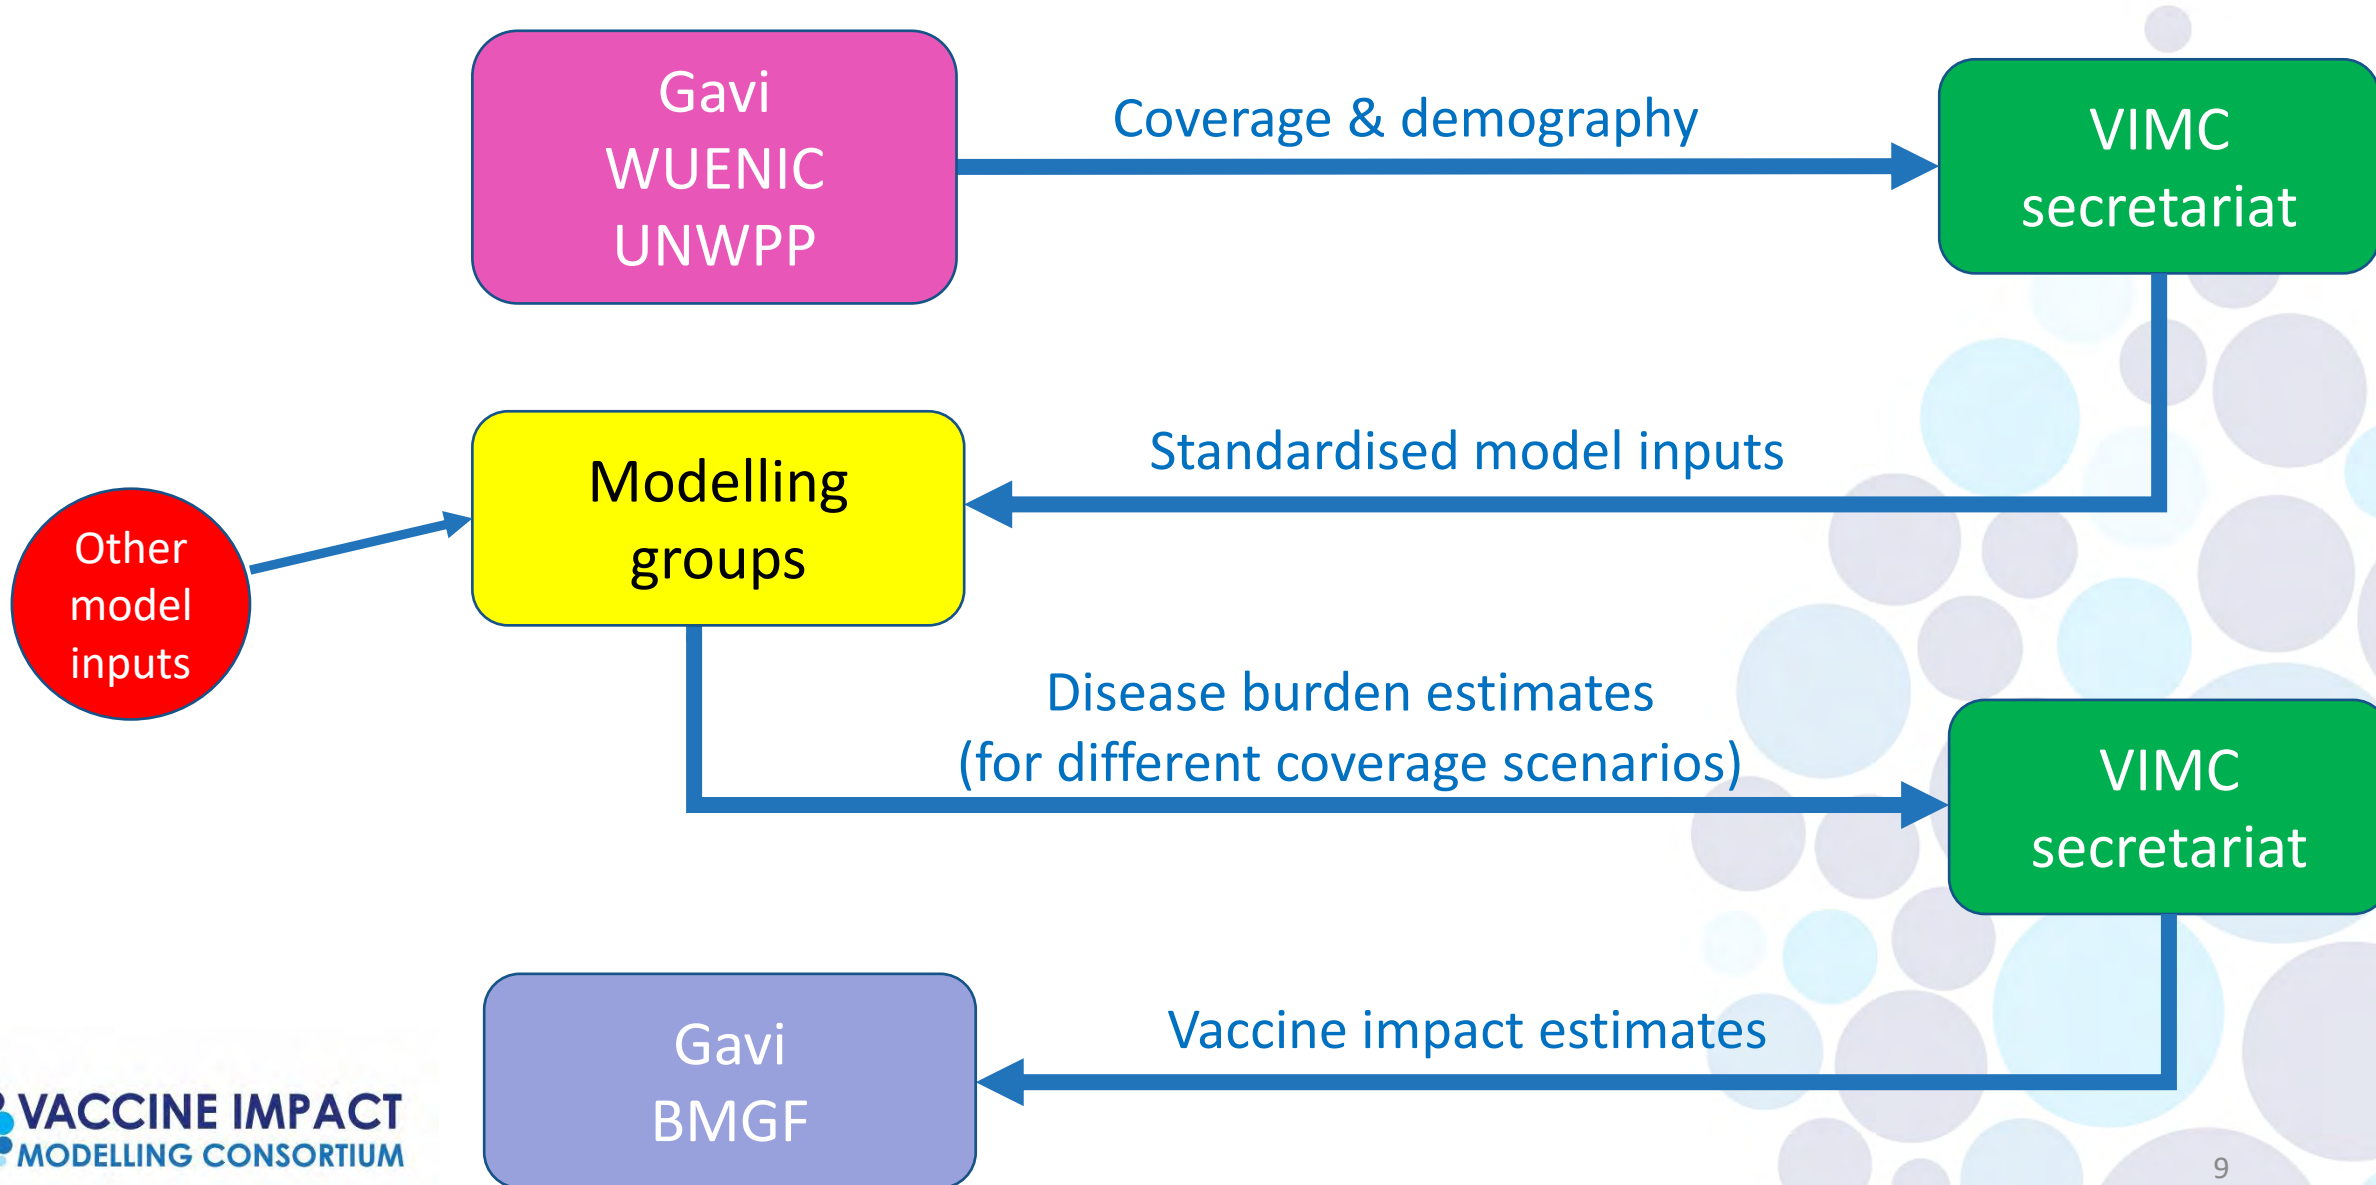 Gavi
WUENIC
UNWPP
Coverage & demography
VIMC
secretariat
Other
model
inputs
Modelling
groups
Standardised model inputs
Disease burden estimates
(for different coverage scenarios)
VIMC
secretariat
Gavi
BMGF
Vaccine impact estimates
VACCINE IMPACT
MODELLING CONSORTIUM
9